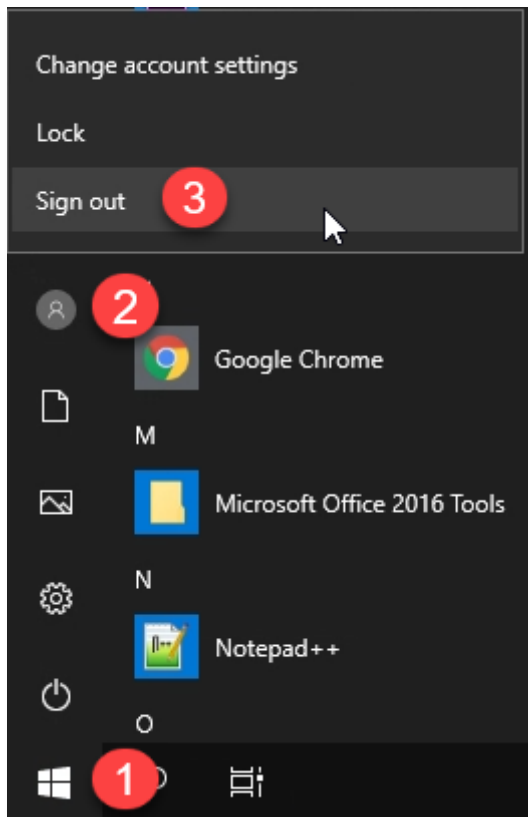 Change account settings
Lock
Sign out 3
2
Google Chrome
M
Microsoft Office 2016 Tools
N
Notepad++
O
1